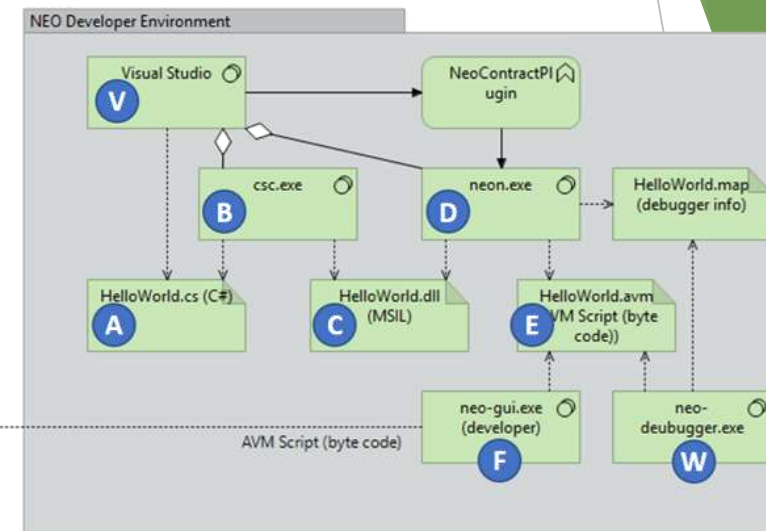 NEO Developer Environment
Visual Studio
V
NeoContractPl
ugin
csc.exe
B
neon.exe
D
HelloWorld.map
(debugger info)
HelloWorld.cs (C#)
A
HelloWorld.dll
(MSIL)
C
HelloWorld.avm
VM Script (byte
code))
E
neo-gui.exe
(developer)
F
neo-
deubugger.exe
W
AVM Script (byte code)